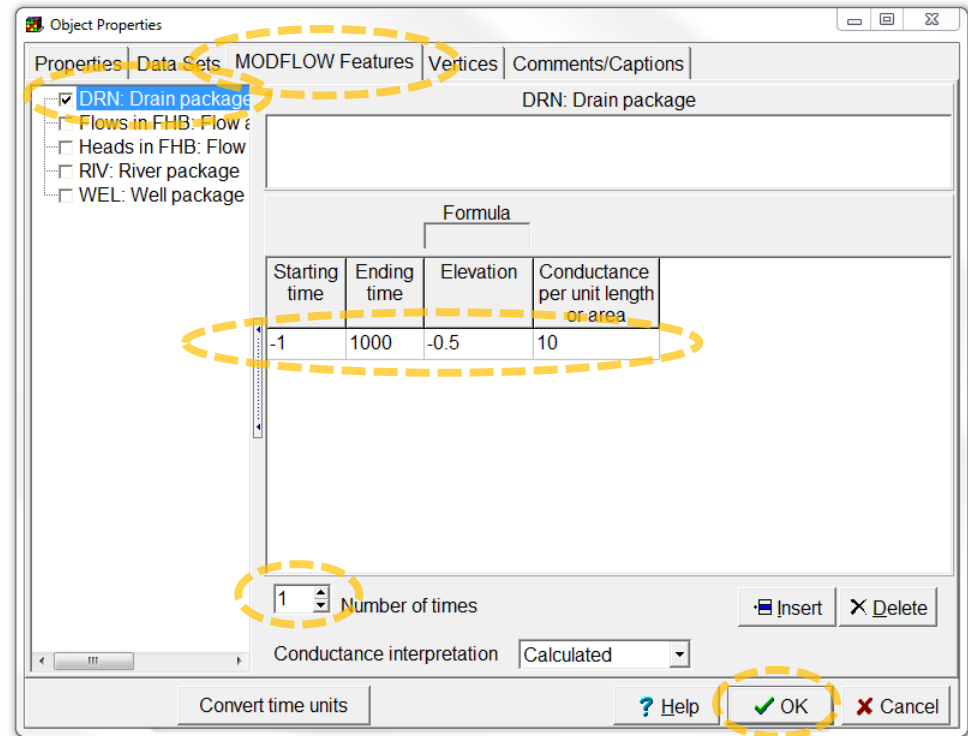 Object Properties
Properties Data Sets MODFLOW Features Vertices Comments/Captions
DRN: Drain package
Flows in FHB: Flow a
Heads in FHB: Flow
RIV: River package
WEL: Well package
DRN: Drain package
Formula
Starting time Ending time Elevation Conductance per unit length or area
-1 1000 -0.5 10
1 Number of times
Insert Delete
Conductance interpretation Calculated
Convert time units ? Help OK Cancel